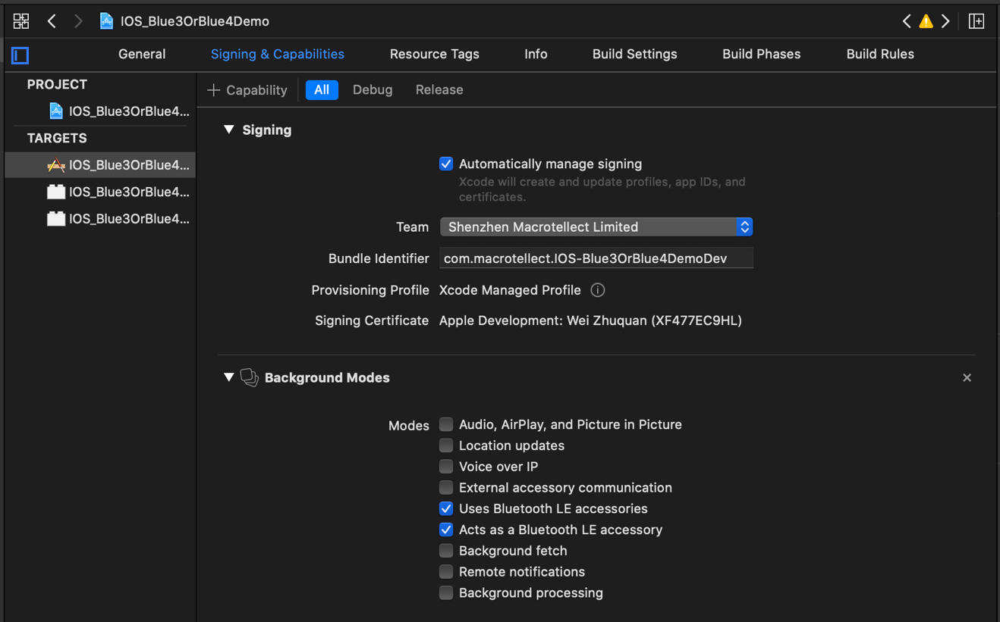 IOS_Blue3OrBlue4Demo
General Signing & Capabilities Resource Tags Info Build Settings Build Phases Build Rules
PROJECT
IOS_Blue3OrBlue4...
TARGETS
IOS_Blue3OrBlue4...
IOS_Blue3OrBlue4...
IOS_Blue3OrBlue4...
+ Capability All Debug Release
Signing
Automatically manage signing
Xcode will create and update profiles, app IDs, and
certificates.
Team Shenzhen Macrotellect Limited
Bundle Identifier com.macrotellect.IOS-Blue3OrBlue4DemoDev
Provisioning Profile Xcode Managed Profile
Signing Certificate Apple Development: Wei Zhuquan (XF477EC9HL)
Background Modes
Modes Audio, AirPlay, and Picture in Picture
Location updates
Voice over IP
External accessory communication
Uses Bluetooth LE accessories
Acts as a Bluetooth LE accessory
Background fetch
Remote notifications
Background processing